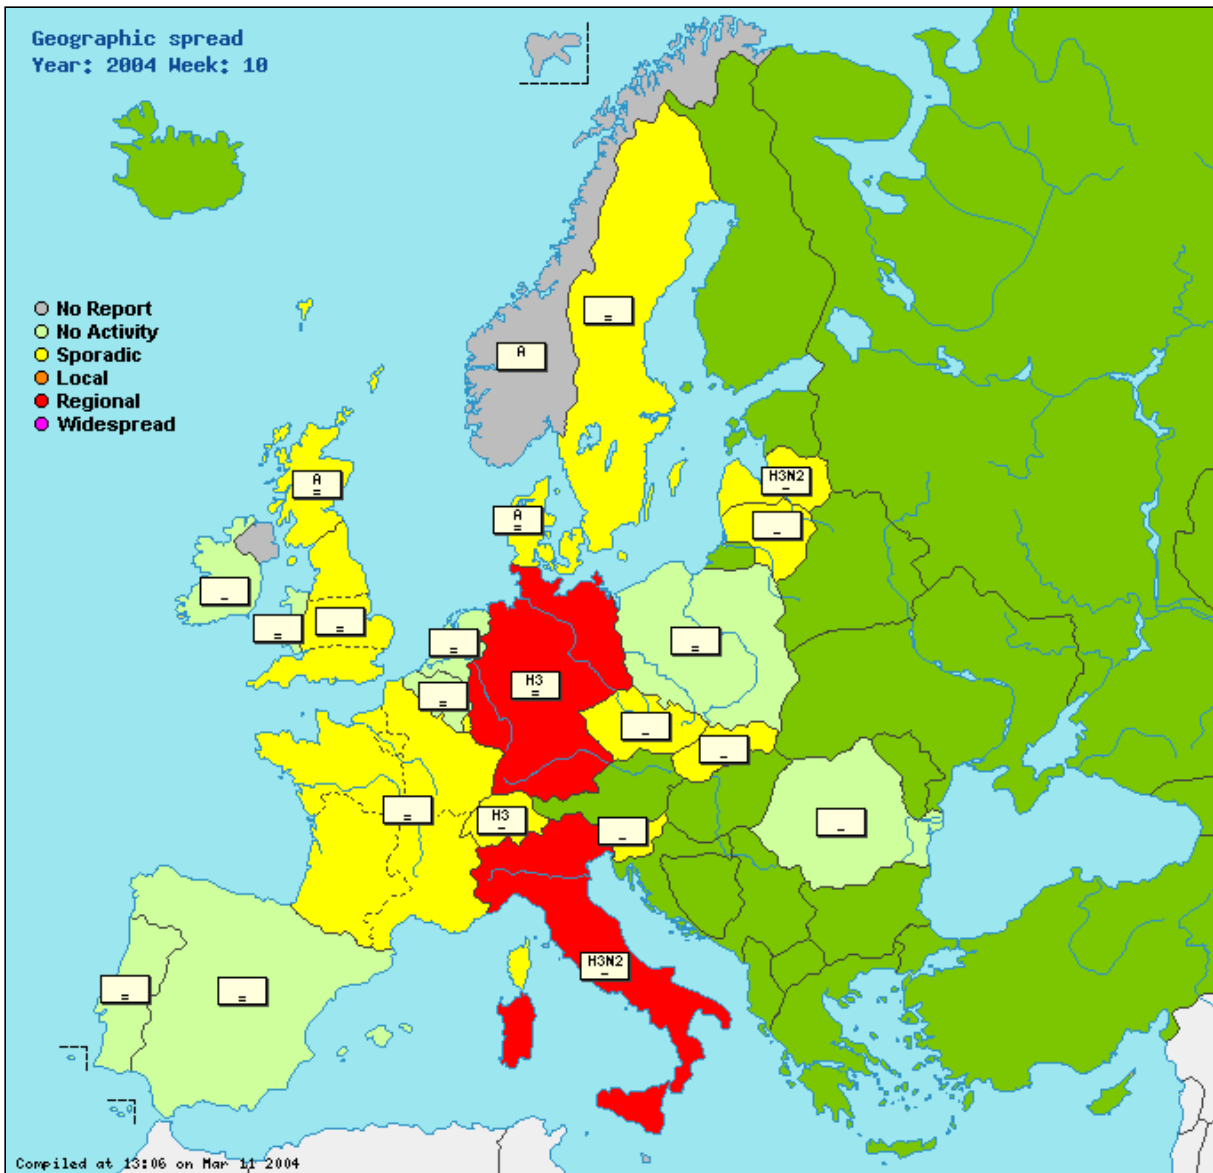 Geographic spread
Year: 2004 Week: 10
No Report
No Activity
Sporadic
Local
Regional
Widespread
=
A
A
=
H3N2
-
A
=
-
-
=
=
=
=
=
H3
=
-
-
=
H3
-
-
-
H3N2
-
=
=
Compiled at 13:06 on Mar 11 2004